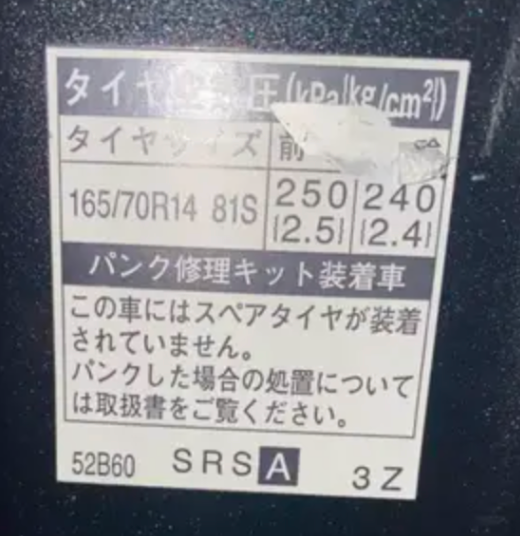 タイヤ 圧(kPa{kg/cm²})
タイヤサイズ 前
165/70R14 81S 250 240
{2.5} {2.4}
パンク修理キット装着車
この車にはスペアタイヤが装着
されていません。
パンクした場合の処置について
は取扱書をご覧ください。
52B60 SRS A 3Z